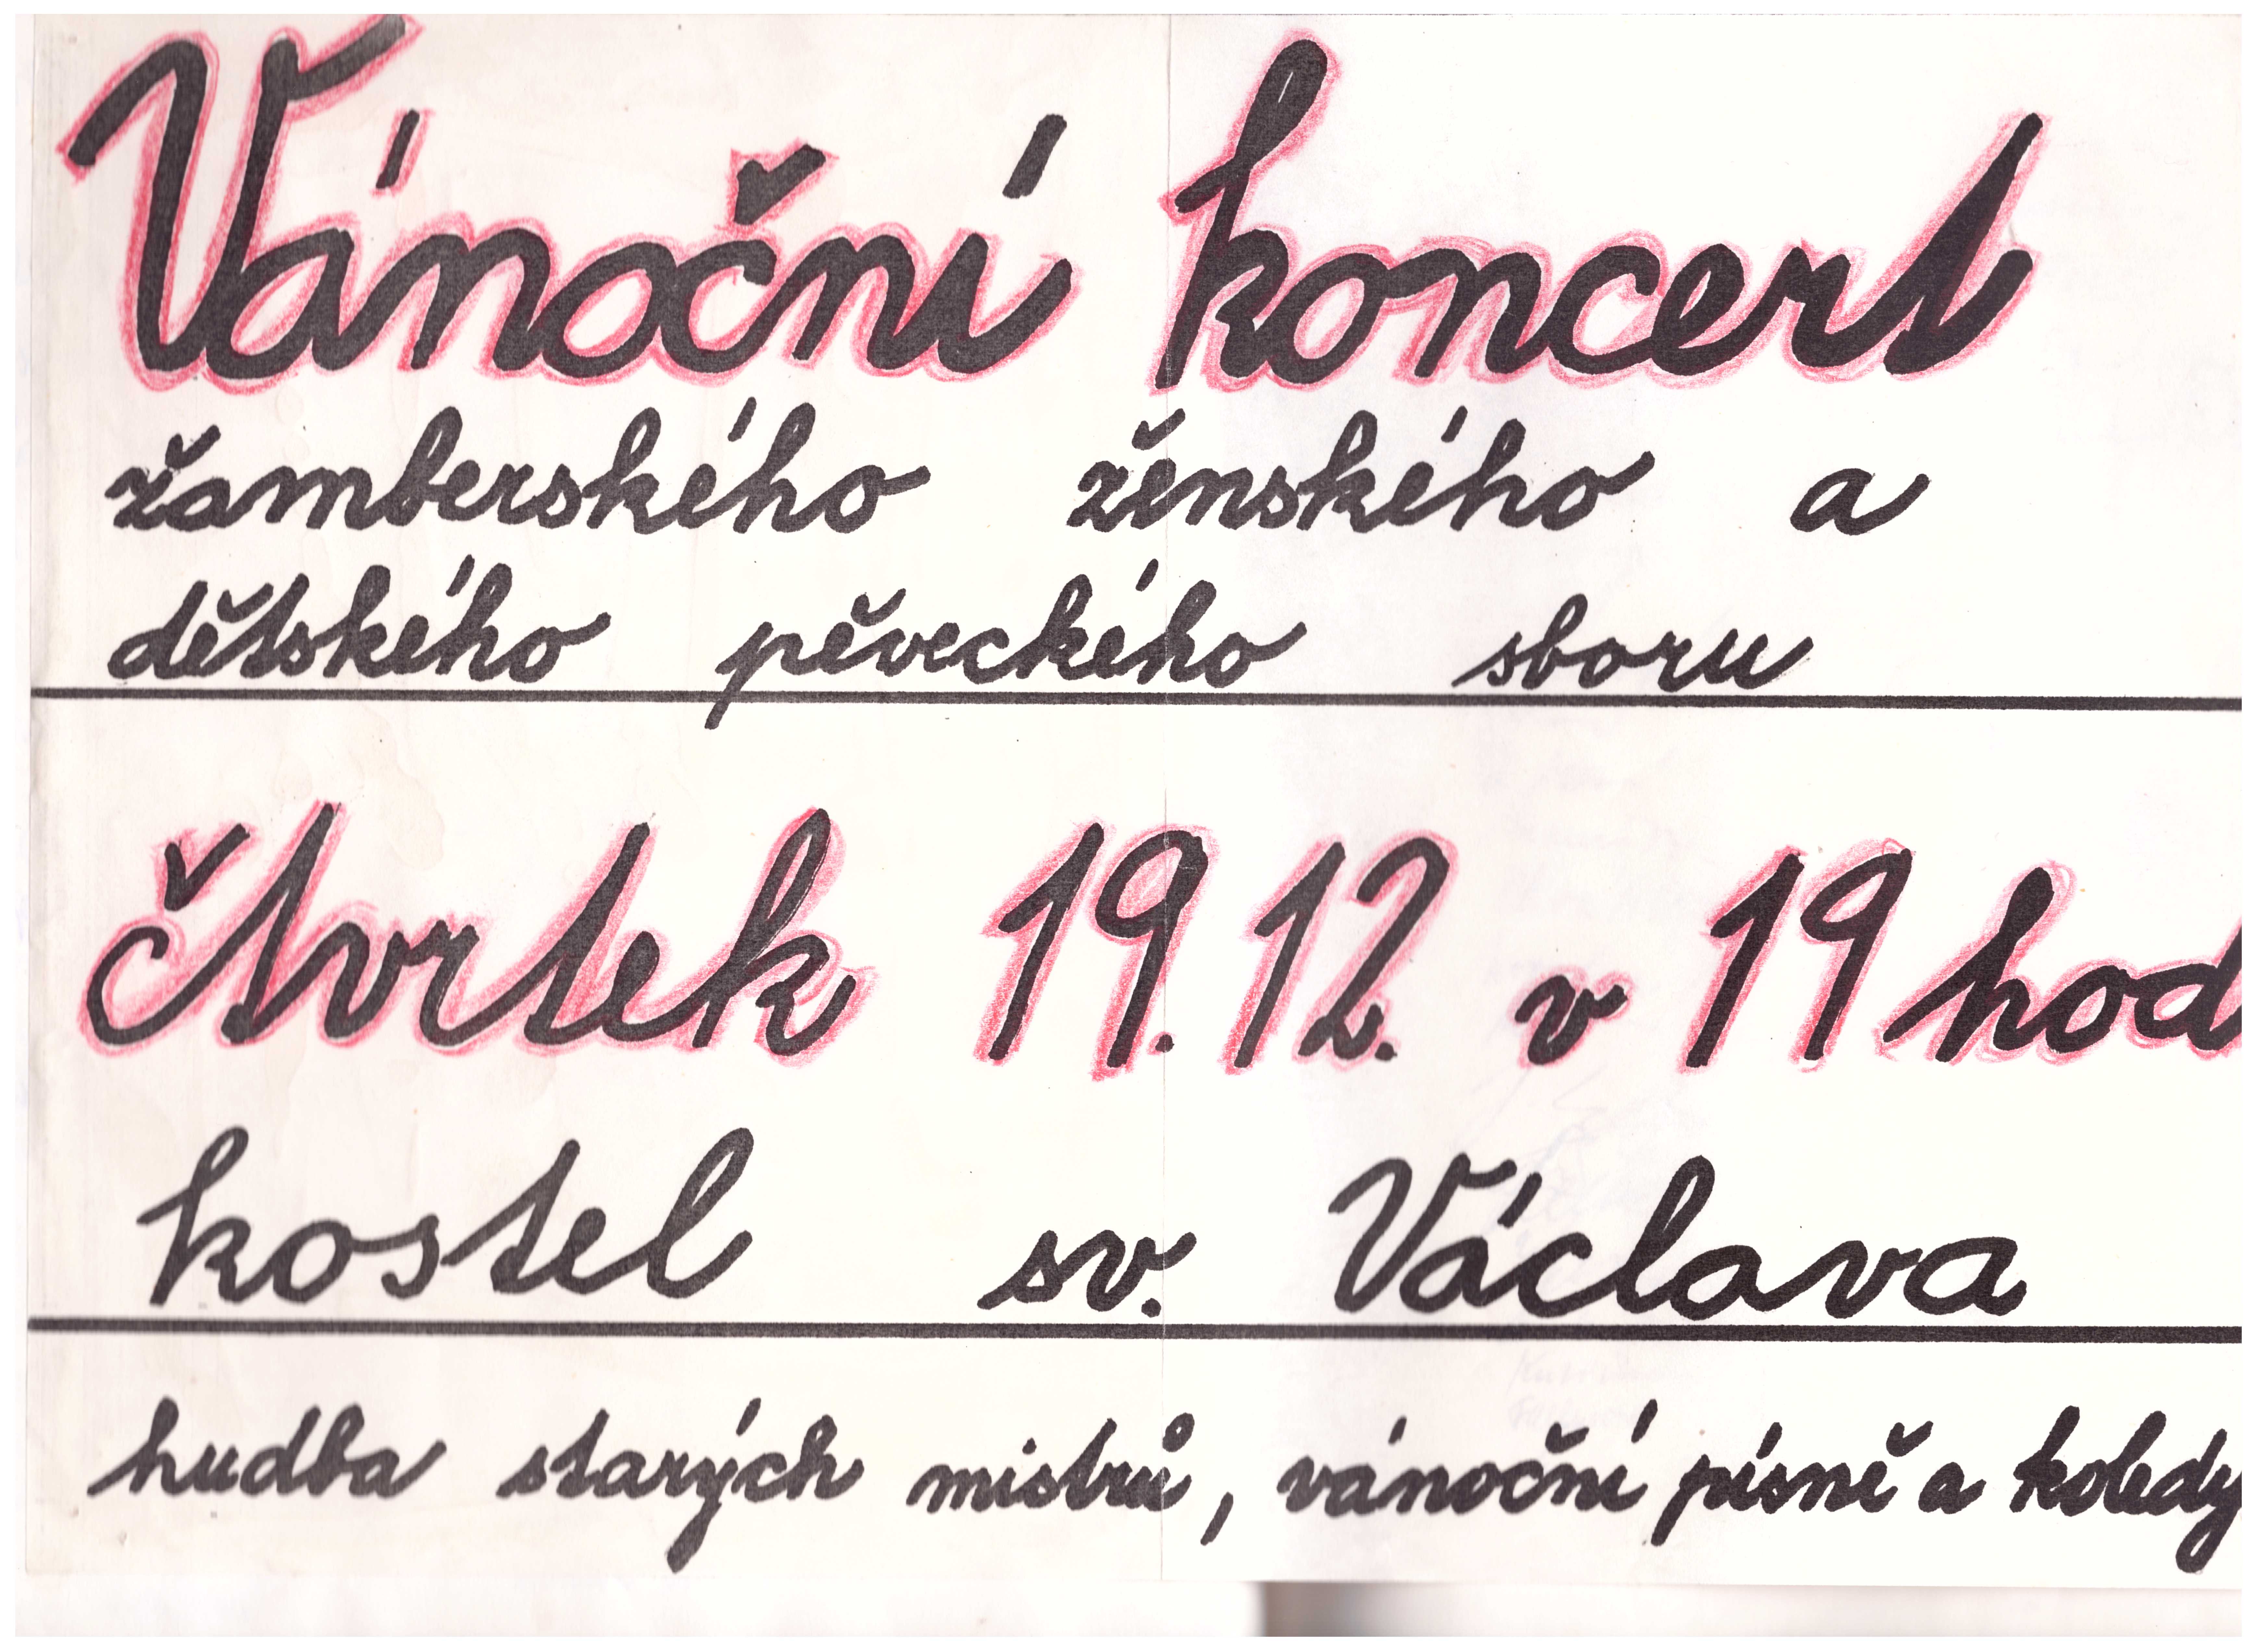 Vánoční koncert
žamberského ženského a
dětského pěveckého sboru
čtvrtek 19. 12. v 19 hod
kostel sv. Václava
hudba starých mistrů, vánoční písně a koledy